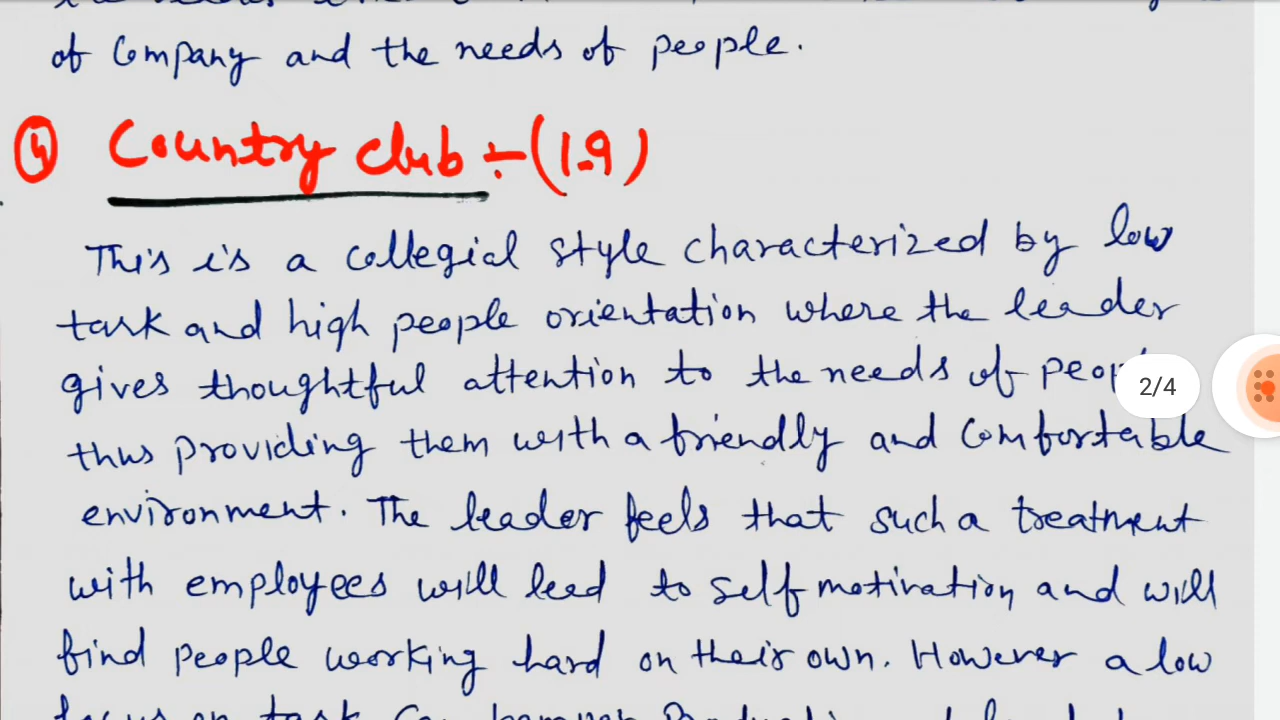 of Company and the needs of people.
④ Country club :- (1.9)
This is a collegial style characterized by low
task and high people orientation where the leader
gives thoughtful attention to the needs of
2/4
thus providing them with a friendly and comfortable
environment. The leader feels that such a treatment
with employees will lead to self motivation and will
find people working hard on their own. However a low